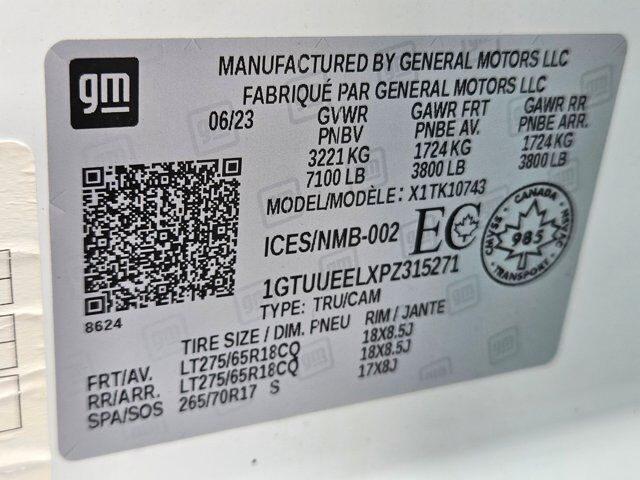 gm
MANUFACTURED BY GENERAL MOTORS LLC
FABRIQUÉ PAR GENERAL MOTORS LLC
06/23 GVWR GAWR FRT GAWR RR
PNBV PNBE AV. PNBE ARR.
3221 KG 1724 KG 1724 KG
7100 LB 3800 LB 3800 LB
MODEL/MODÈLE: X1TK10743
ICES/NMB-002 EC
CANADA
CMVSS NSVAC
985
TRANSPORT
1GTUUEELXPZ315271
TYPE: TRU/CAM
8624
TIRE SIZE / DIM. PNEU RIM / JANTE
FRT/AV. LT275/65R18CQ 18X8.5J
RR/ARR. LT275/65R18CQ 18X8.5J
SPA/SOS 265/70R17 S 17X8J